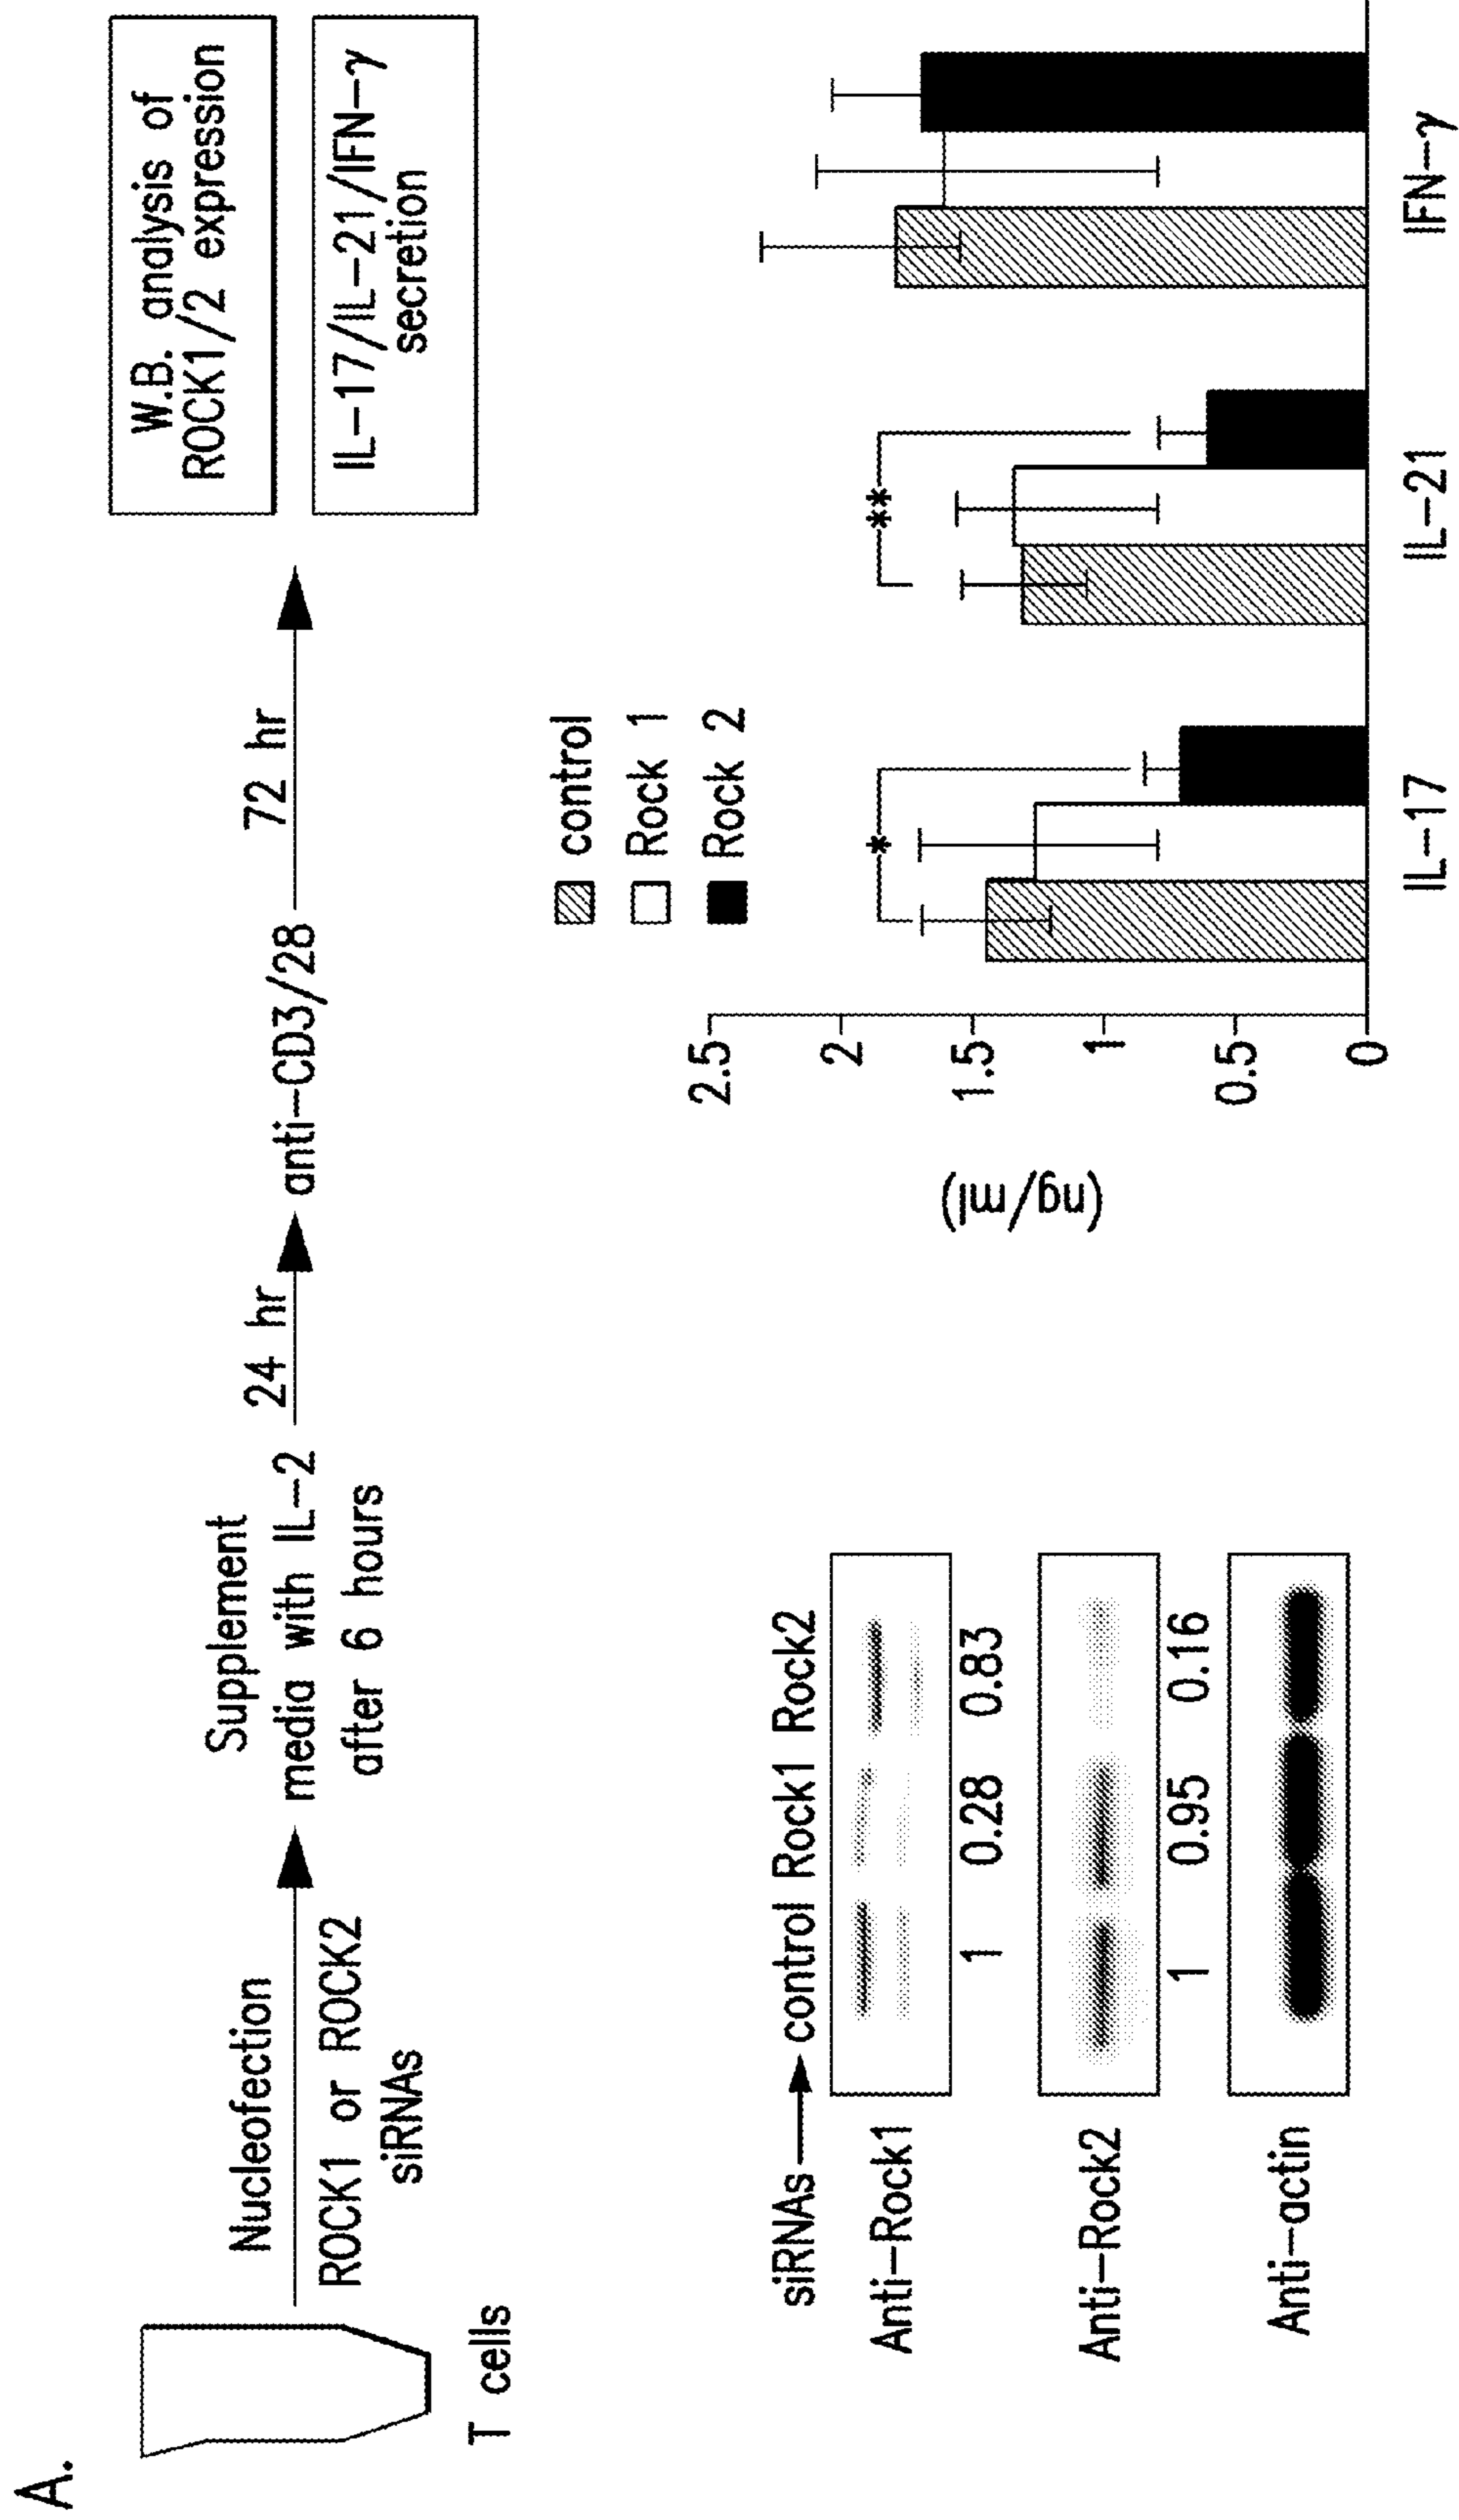 A.
T cells
Nucleofection
ROCK1 or ROCK2
siRNAs
Supplement
media with IL-2
after 6 hours
24 hr
anti-CD3/28
72 hr
W.B. analysis of
ROCK1/2 expression
IL-17/IL-21/IFN-γ
secretion
siRNAs control Rock1 Rock2
Anti-Rock1
1 0.28 0.83
Anti-Rock2
1 0.95 0.16
Anti-actin
control
Rock 1
Rock 2
(ng/ml)
2.5
2
1.5
1
0.5
0
*
**
IL-17 IL-21 IFN-γ